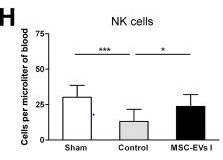 H
NK cells
Cells per microliter of blood
75
50
25
0
***
*
Sham
Control
MSC-EVs I